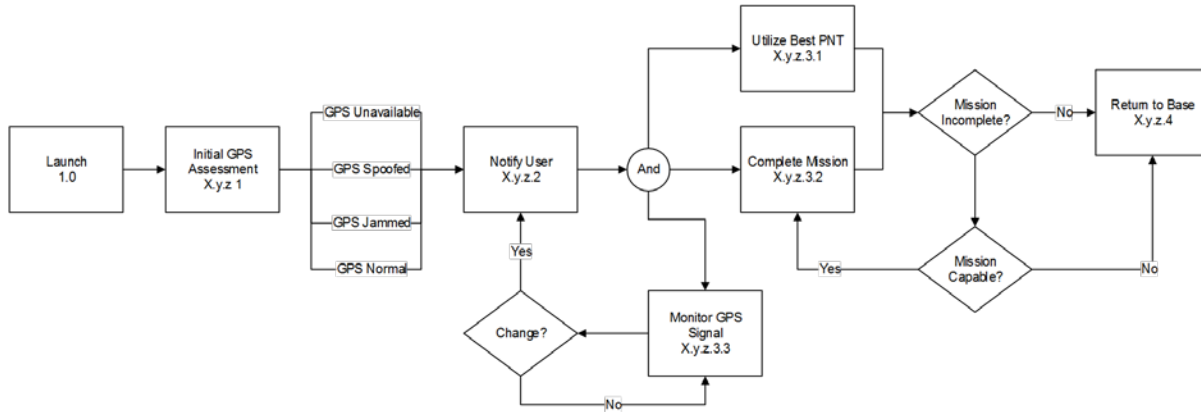 Launch
1.0
Initial GPS
Assessment
X.y.z 1
GPS Unavailable
GPS Spoofed
GPS Jammed
GPS Normal
Notify User
X.y.z.2
And
Utilize Best PNT
X.y.z.3.1
Complete Mission
X.y.z.3.2
Monitor GPS
Signal
X.y.z.3.3
Change?
Yes
No
Mission
Incomplete?
No
Mission
Capable?
Yes
No
Return to Base
X.y.z.4